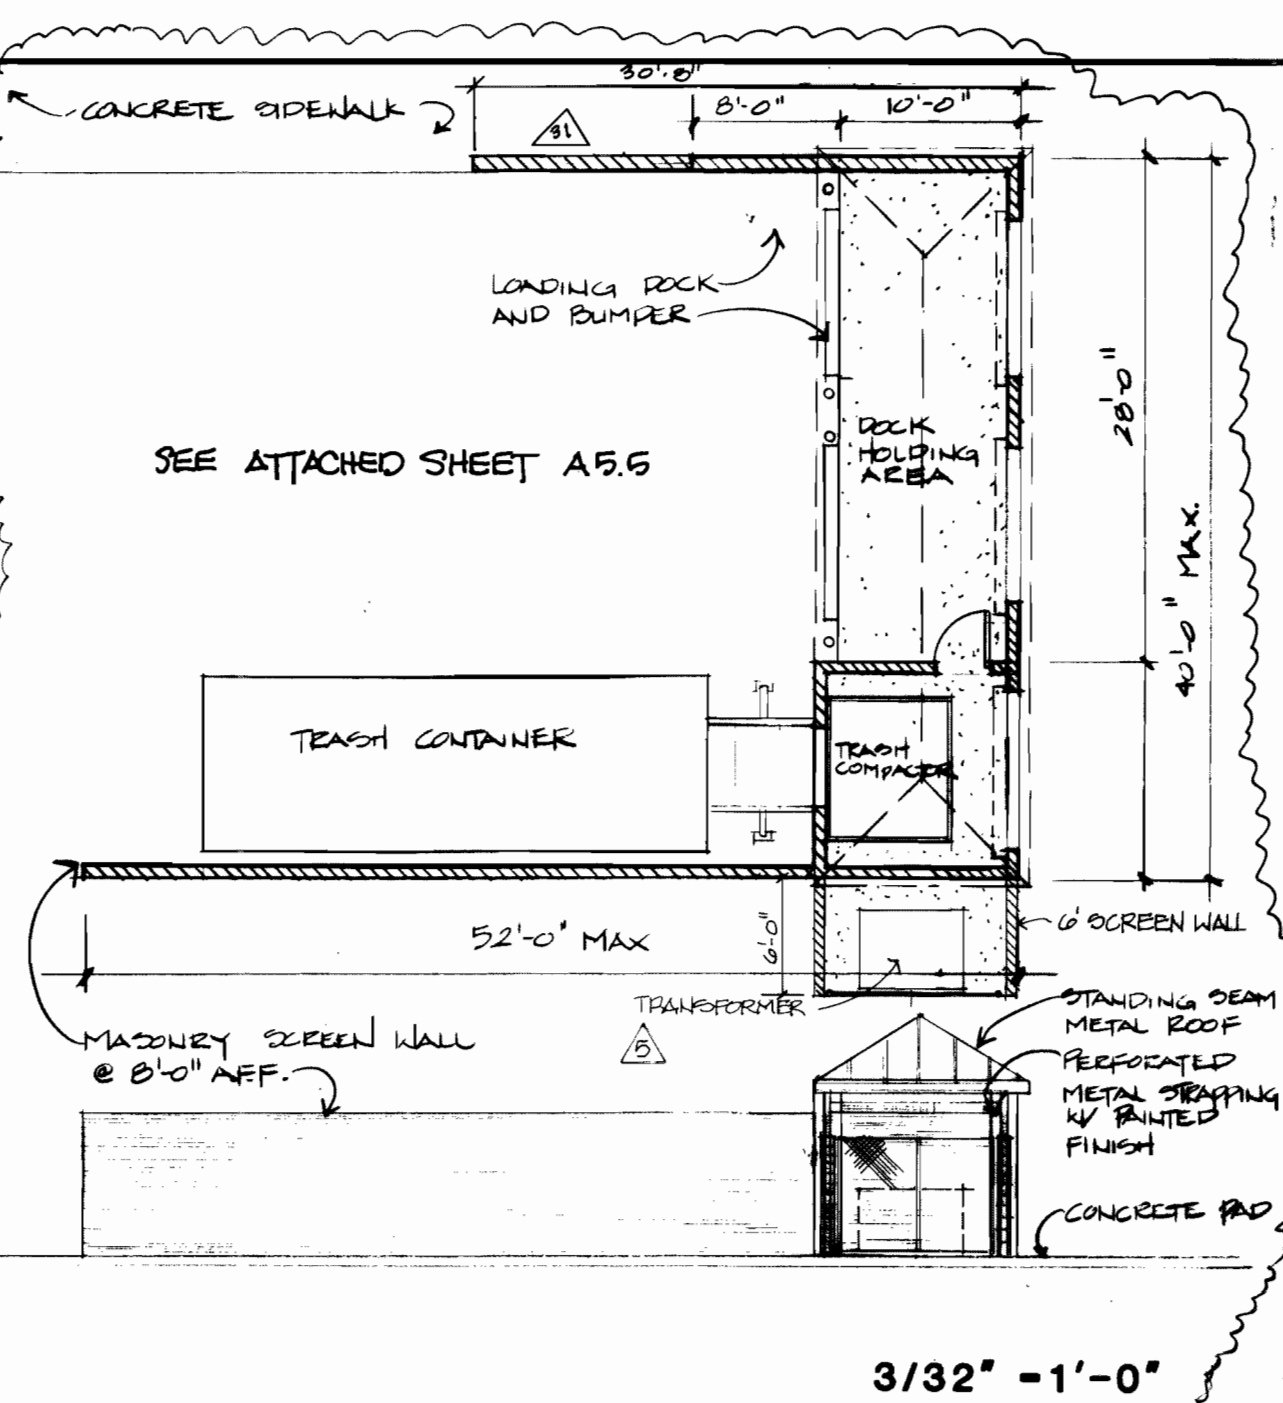 30'-8"
CONCRETE SIDEWALK
8'-0"
10'-0"
31
LOADING DOCK
AND BUMPER
28'-0"
DOCK
HOLDING
AREA
SEE ATTACHED SHEET A5.5
40'-0" MAX.
TRASH CONTAINER
TRASH
COMPACTOR
6' SCREEN WALL
52'-0" MAX
6'-0"
TRANSFORMER
STANDING SEAM
METAL ROOF
MASONRY SCREEN WALL
@ 8'-0" A.F.F.
5
PERFORATED
METAL STRAPPING
W/ PAINTED
FINISH
CONCRETE PAD
3/32" = 1'-0"